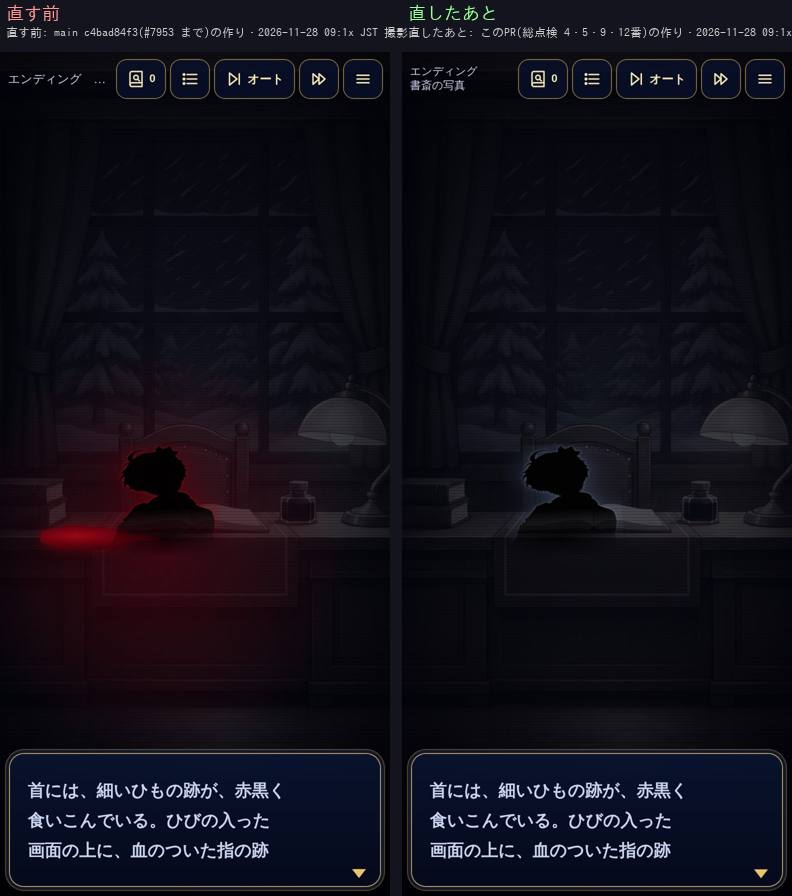 直す前
直す前: main c4bad84f3(#7953 まで)の作り・2026-11-28 09:1x JST 撮影
エンディング …
0
オート
首には、細いひもの跡が、赤黒く
食いこんでいる。ひびの入った
画面の上に、血のついた指の跡
直したあと
直したあと: このPR(総点検 4・5・9・12番)の作り・2026-11-28 09:1x
エンディング
書斎の写真
0
オート
首には、細いひもの跡が、赤黒く
食いこんでいる。ひびの入った
画面の上に、血のついた指の跡